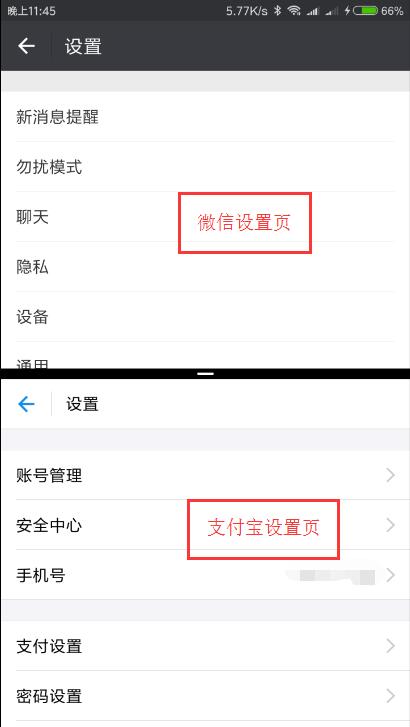 晚上11:45 5.77K/s 66%
设置
新消息提醒
勿扰模式
聊天
微信设置页
隐私
设备
通用
设置
账号管理
安全中心
支付宝设置页
手机号
支付设置
密码设置